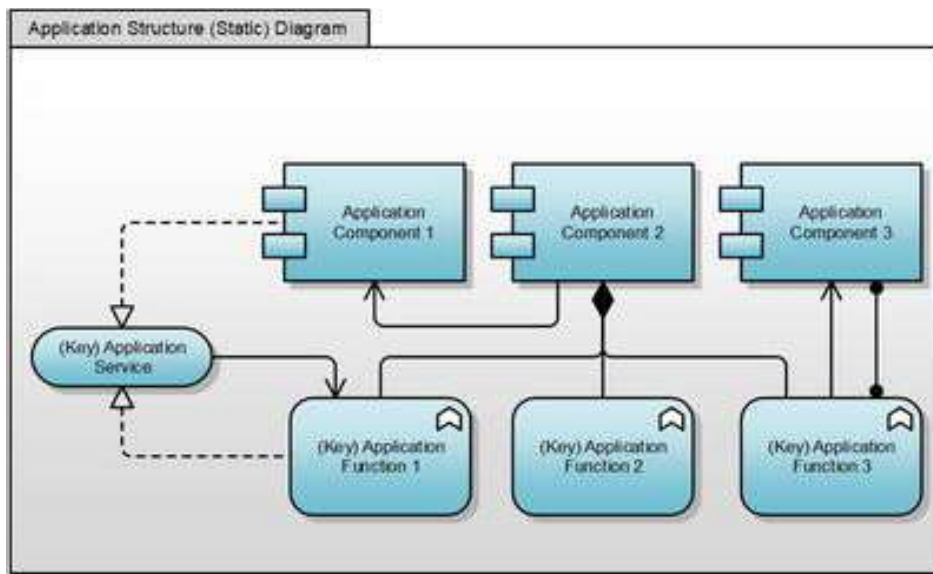 Application Structure (Static) Diagram
Application
Component 1
Application
Component 2
Application
Component 3
(Key) Application
Service
(Key) Application
Function 1
(Key) Application
Function 2
(Key) Application
Function 3